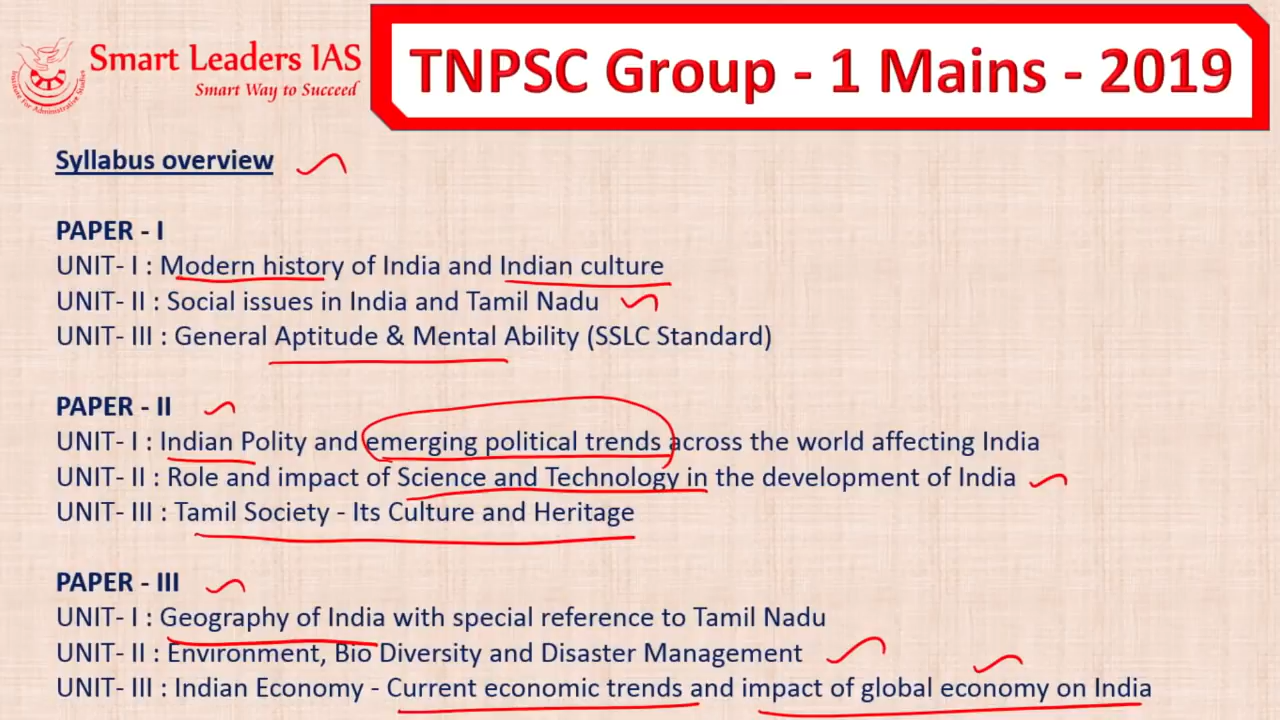 Smart Leaders IAS
Smart Way to Succeed
Institute For Administrative Studies
TNPSC Group - 1 Mains - 2019
Syllabus overview
PAPER - I
UNIT- I : Modern history of India and Indian culture
UNIT- II : Social issues in India and Tamil Nadu
UNIT- III : General Aptitude & Mental Ability (SSLC Standard)
PAPER - II
UNIT- I : Indian Polity and emerging political trends across the world affecting India
UNIT- II : Role and impact of Science and Technology in the development of India
UNIT- III : Tamil Society - Its Culture and Heritage
PAPER - III
UNIT- I : Geography of India with special reference to Tamil Nadu
UNIT- II : Environment, Bio Diversity and Disaster Management
UNIT- III : Indian Economy - Current economic trends and impact of global economy on India